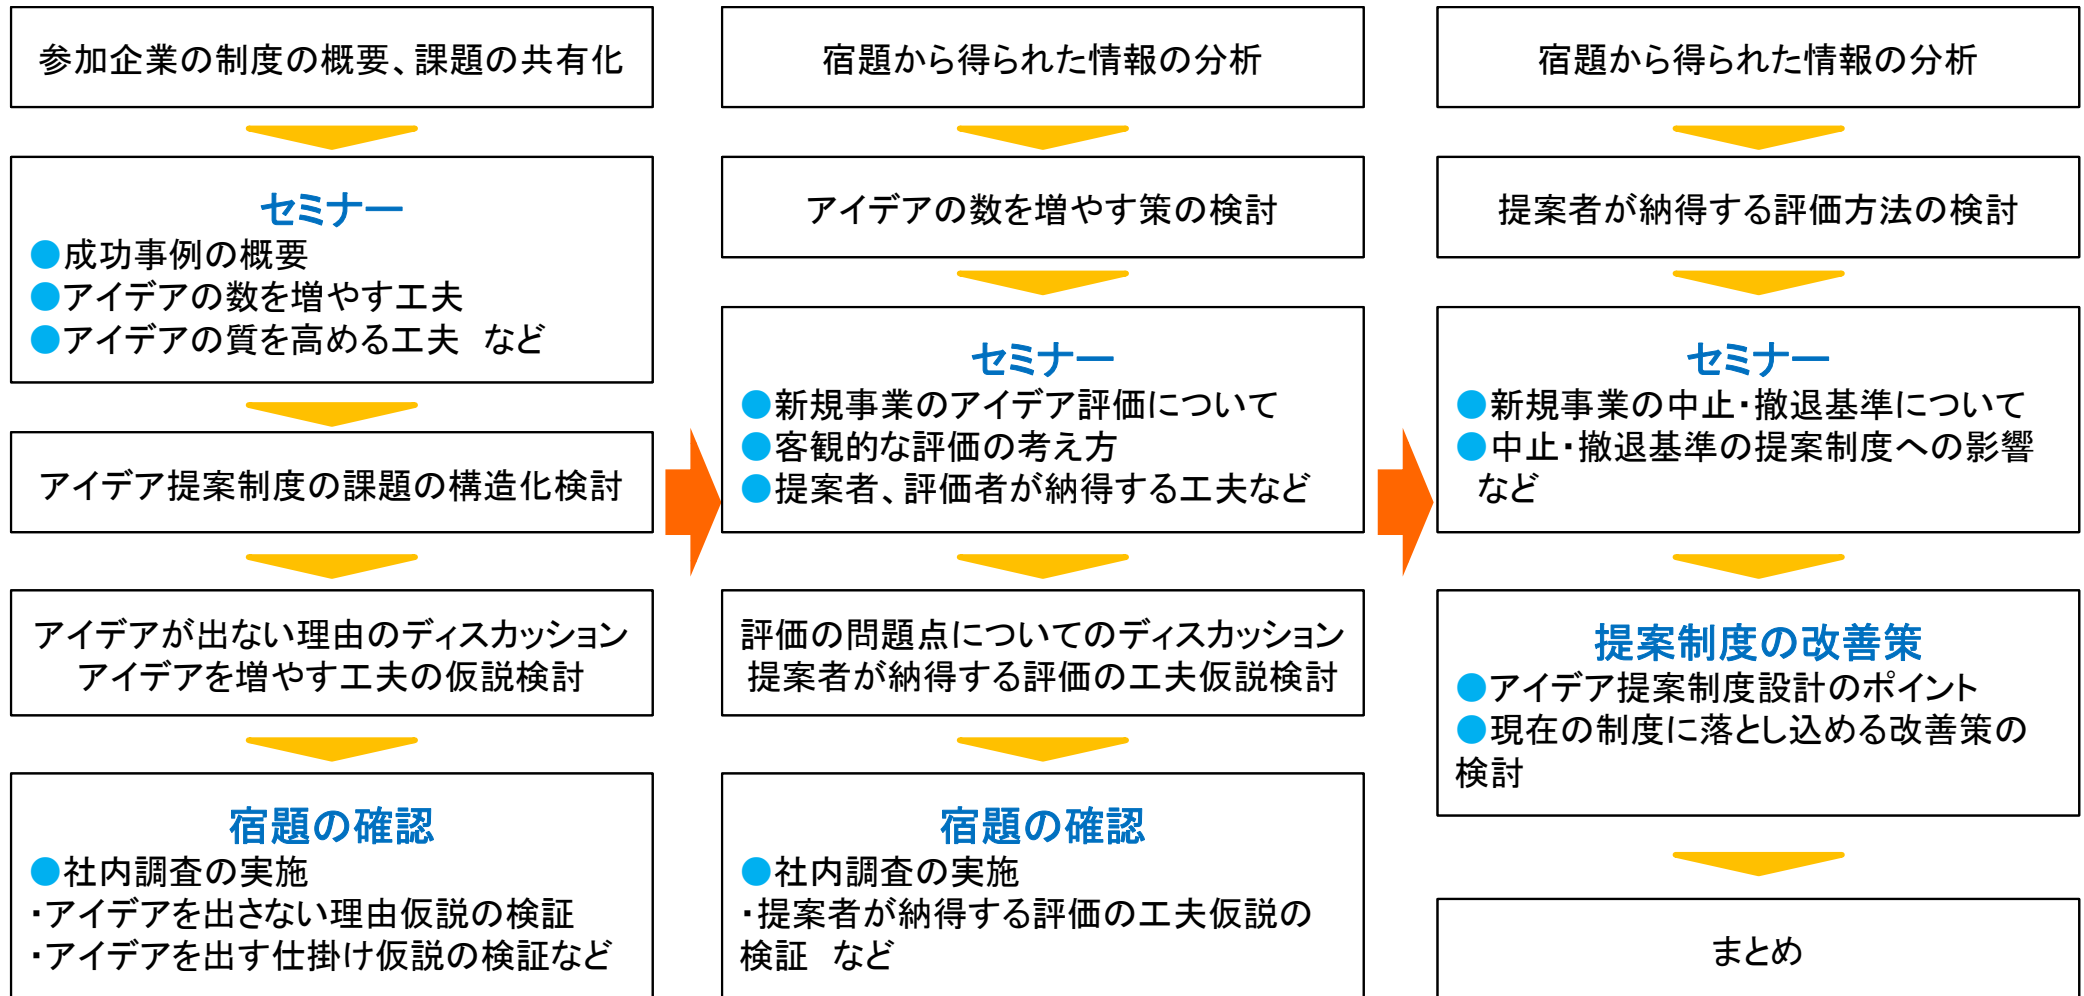 参加企業の制度の概要、課題の共有化
セミナー
●成功事例の概要
●アイデアの数を増やす工夫
●アイデアの質を高める工夫　など
アイデア提案制度の課題の構造化検討
アイデアが出ない理由のディスカッション
アイデアを増やす工夫の仮説検討
宿題の確認
●社内調査の実施
・アイデアを出さない理由仮説の検証
・アイデアを出す仕掛け仮説の検証など
宿題から得られた情報の分析
アイデアの数を増やす策の検討
セミナー
●新規事業のアイデア評価について
●客観的な評価の考え方
●提案者、評価者が納得する工夫など
評価の問題点についてのディスカッション
提案者が納得する評価の工夫仮説検討
宿題の確認
●社内調査の実施
・提案者が納得する評価の工夫仮説の
検証　など
宿題から得られた情報の分析
提案者が納得する評価方法の検討
セミナー
●新規事業の中止・撤退基準について
●中止・撤退基準の提案制度への影響
など
提案制度の改善策
●アイデア提案制度設計のポイント
●現在の制度に落とし込める改善策の
検討
まとめ